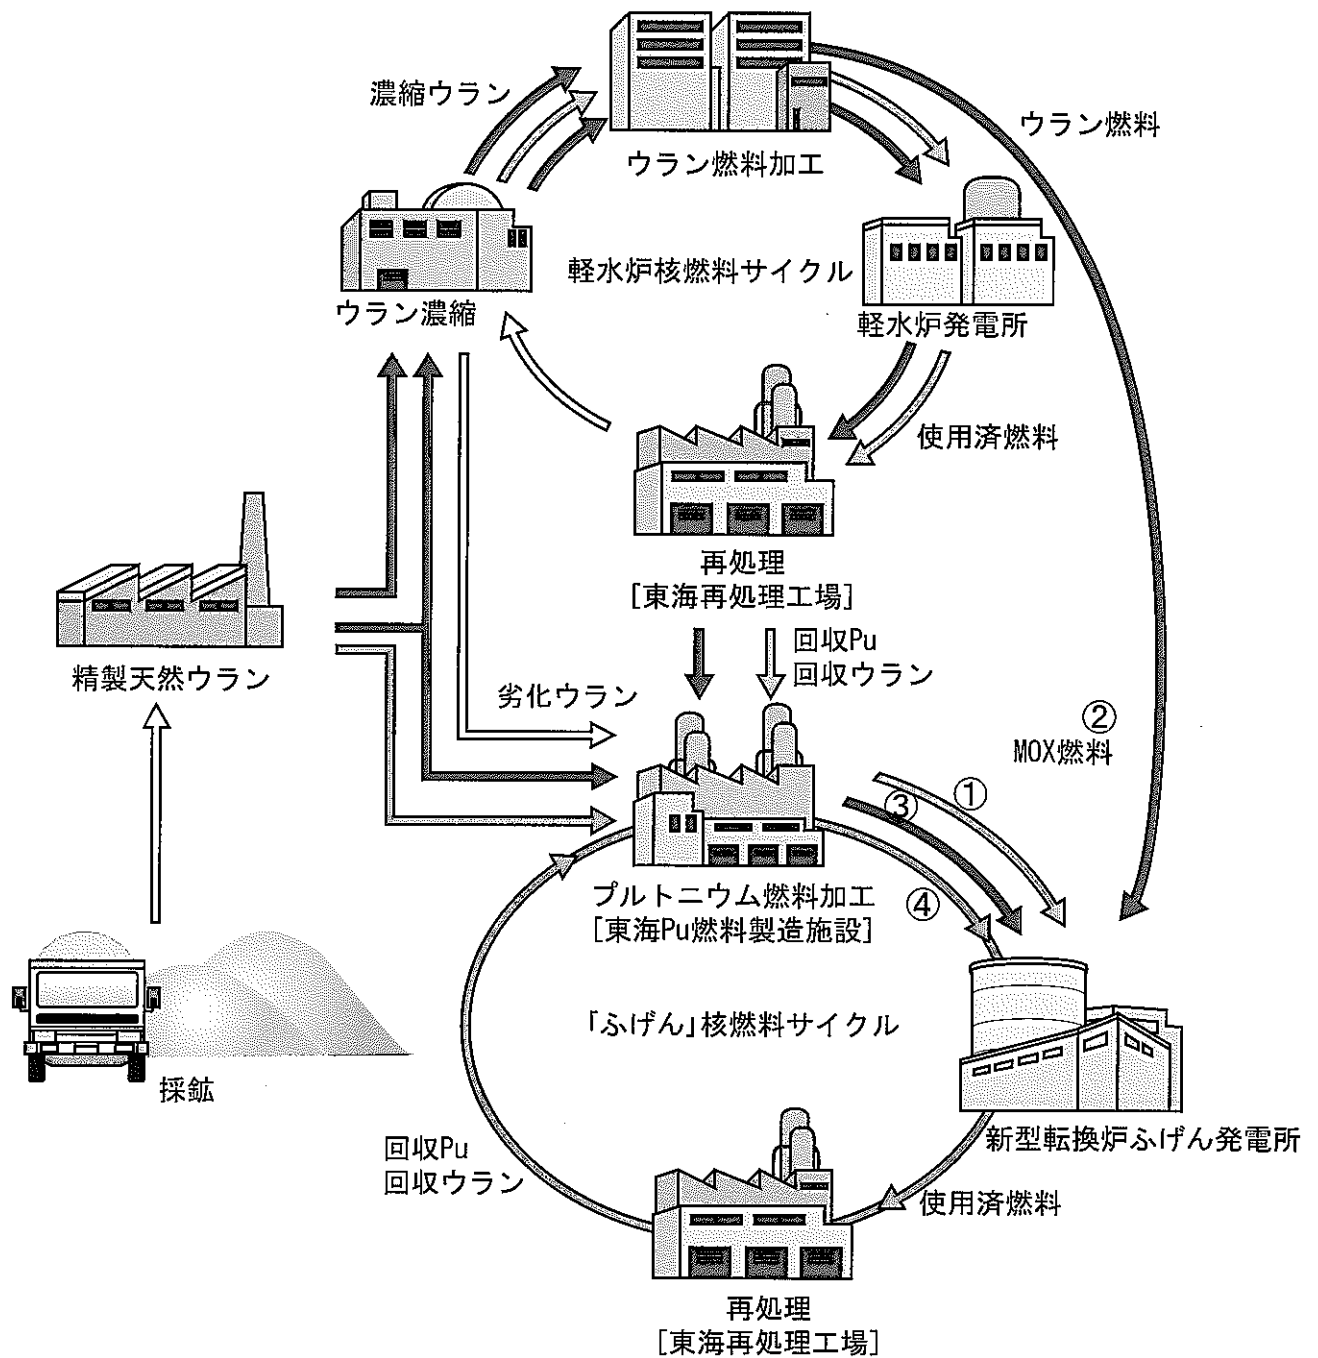 濃縮ウラン
ウラン燃料
ウラン燃料加工
軽水炉核燃料サイクル
ウラン濃縮
軽水炉発電所
使用済燃料
再処理
[東海再処理工場]
回収Pu
回収ウラン
精製天然ウラン
劣化ウラン
②
MOX燃料
①
③
プルトニウム燃料加工
[東海Pu燃料製造施設]
④
「ふげん」核燃料サイクル
採鉱
新型転換炉ふげん発電所
回収Pu
回収ウラン
使用済燃料
再処理
[東海再処理工場]